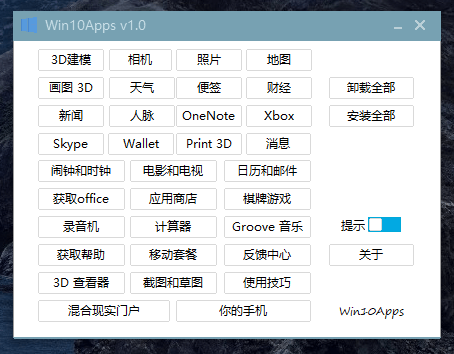 Win10Apps v1.0
3D建模 相机 照片 地图
画图 3D 天气 便签 财经 卸载全部
新闻 人脉 OneNote Xbox 安装全部
Skype Wallet Print 3D 消息
闹钟和时钟 电影和电视 日历和邮件
获取office 应用商店 棋牌游戏
录音机 计算器 Groove 音乐 提示
获取帮助 移动套餐 反馈中心 关于
3D 查看器 截图和草图 使用技巧
混合现实门户 你的手机 Win10Apps